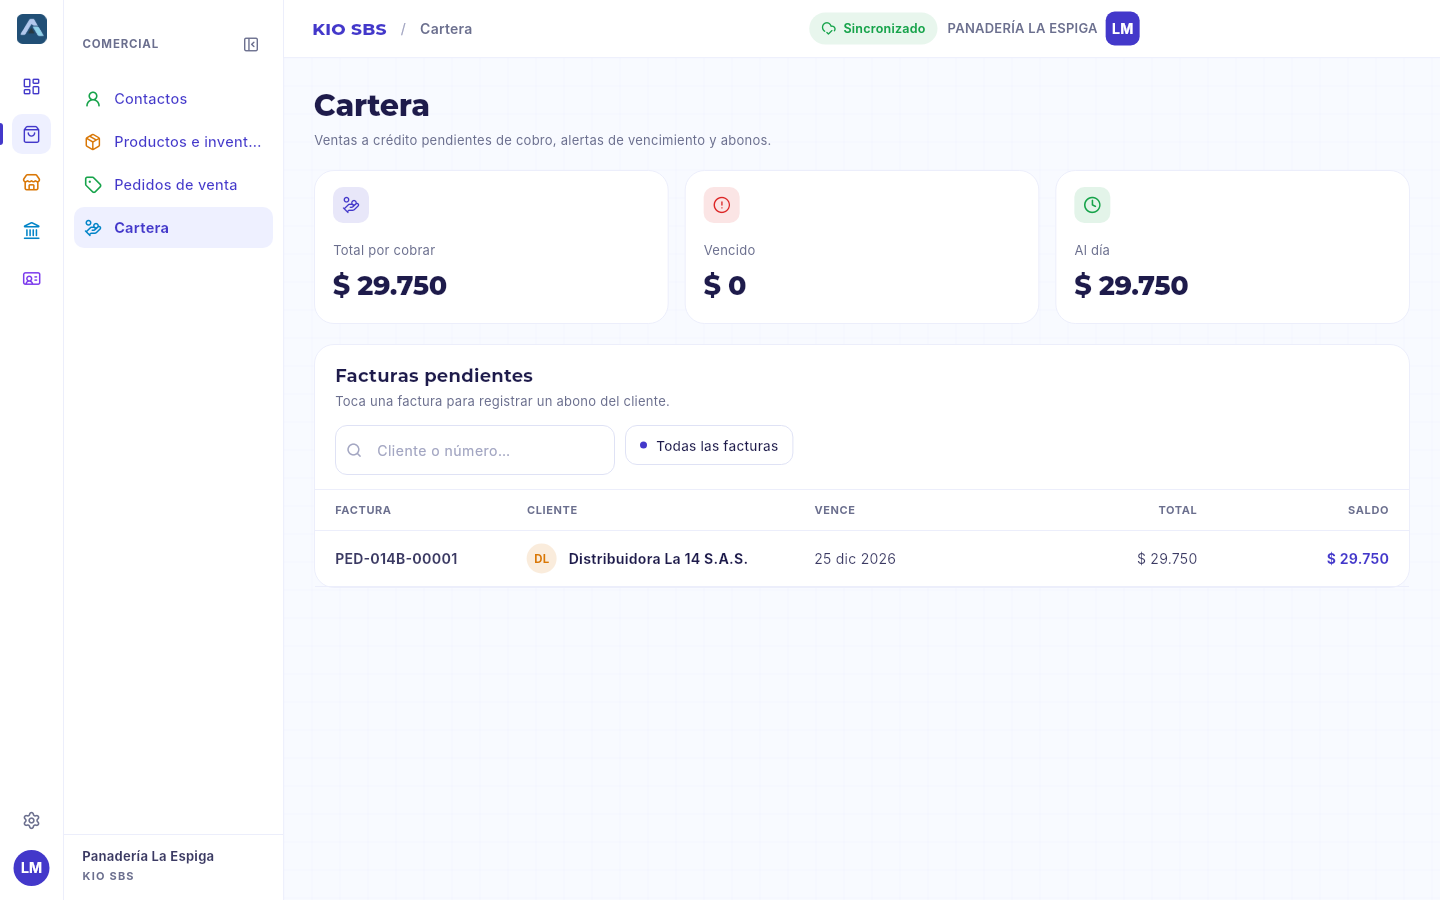 COMERCIAL
Contactos
Productos e invent...
Pedidos de venta
Cartera
LM
Panadería La Espiga
KIO SBS
KIO SBS / Cartera
Sincronizado
PANADERÍA LA ESPIGA
LM
Cartera
Ventas a crédito pendientes de cobro, alertas de vencimiento y abonos.
Total por cobrar
$ 29.750
Vencido
$ 0
Al día
$ 29.750
Facturas pendientes
Toca una factura para registrar un abono del cliente.
Cliente o número...
Todas las facturas
FACTURA CLIENTE VENCE TOTAL SALDO
PED-014B-00001 DL Distribuidora La 14 S.A.S. 25 dic 2026 $ 29.750 $ 29.750